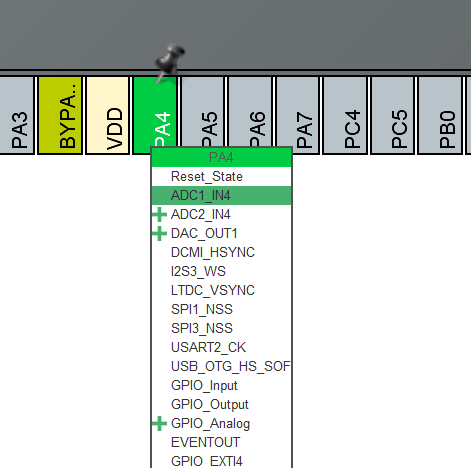 PA3
BYPA..
VDD
PA4
PA5
PA6
PA7
PC4
PC5
PB0
PA4
Reset_State
ADC1_IN4
ADC2_IN4
DAC_OUT1
DCMI_HSYNC
I2S3_WS
LTDC_VSYNC
SPI1_NSS
SPI3_NSS
USART2_CK
USB_OTG_HS_SOF
GPIO_Input
GPIO_Output
GPIO_Analog
EVENTOUT
GPIO_EXTI4